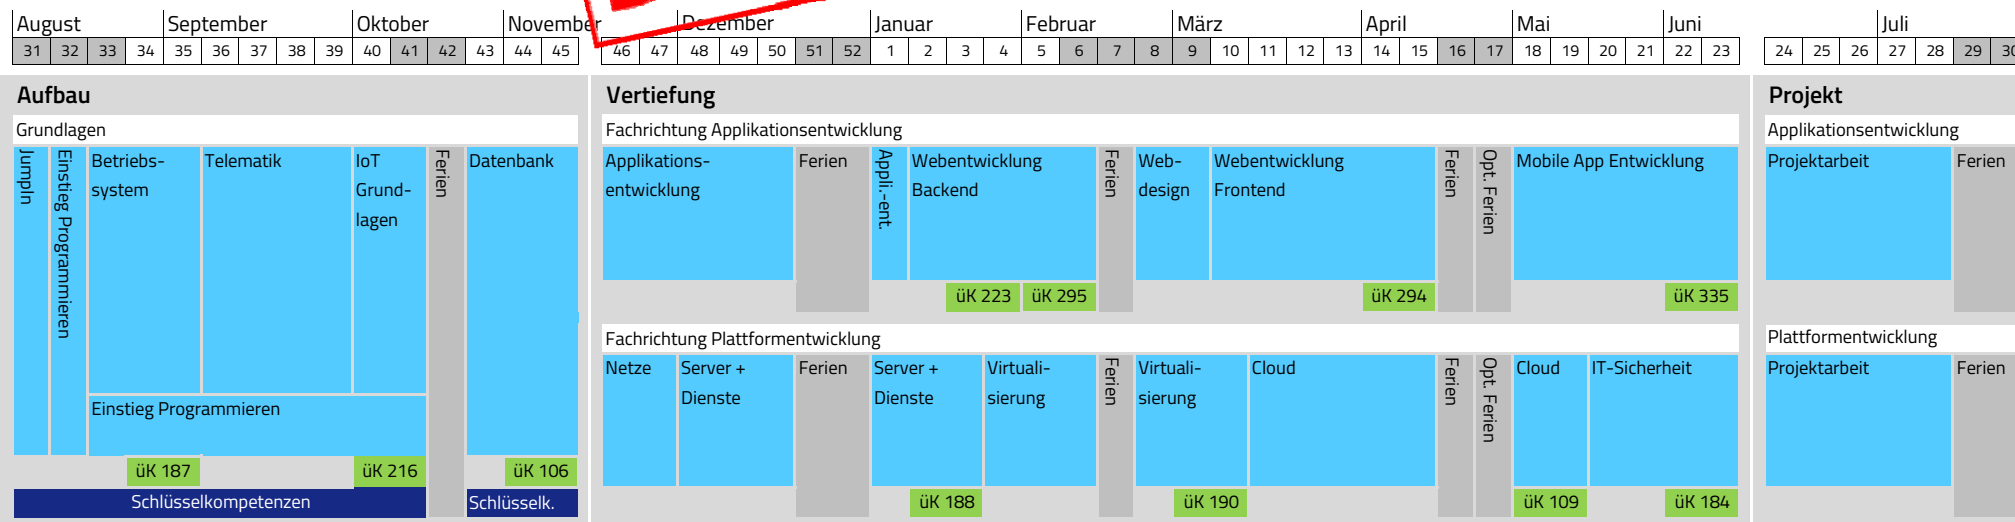 August September Oktober November Dezember Januar Februar März April Mai Juni Juli
31 32 33 34 35 36 37 38 39 40 41 42 43 44 45 46 47 48 49 50 51 52 1 2 3 4 5 6 7 8 9 10 11 12 13 14 15 16 17 18 19 20 21 22 23 24 25 26 27 28 29 30
Aufbau
Grundlagen
JumpIn
Einstieg Programmieren
Betriebs-
system
Telematik
IoT
Grund-
lagen
Ferien
Datenbank
Einstieg Programmieren
üK 187
üK 216
üK 106
Schlüsselkompetenzen
Schlüsselk.
Vertiefung
Fachrichtung Applikationsentwicklung
Applikations-
entwicklung
Ferien
Appli.-ent.
Webentwicklung
Backend
Ferien
Web-
design
Webentwicklung
Frontend
Ferien
Opt. Ferien
Mobile App Entwicklung
üK 223
üK 295
üK 294
üK 335
Fachrichtung Plattformentwicklung
Netze
Server +
Dienste
Ferien
Server +
Dienste
Virtuali-
sierung
Ferien
Virtuali-
sierung
Cloud
Ferien
Opt. Ferien
Cloud
IT-Sicherheit
üK 188
üK 190
üK 109
üK 184
Projekt
Applikationsentwicklung
Projektarbeit
Ferien
Plattformentwicklung
Projektarbeit
Ferien